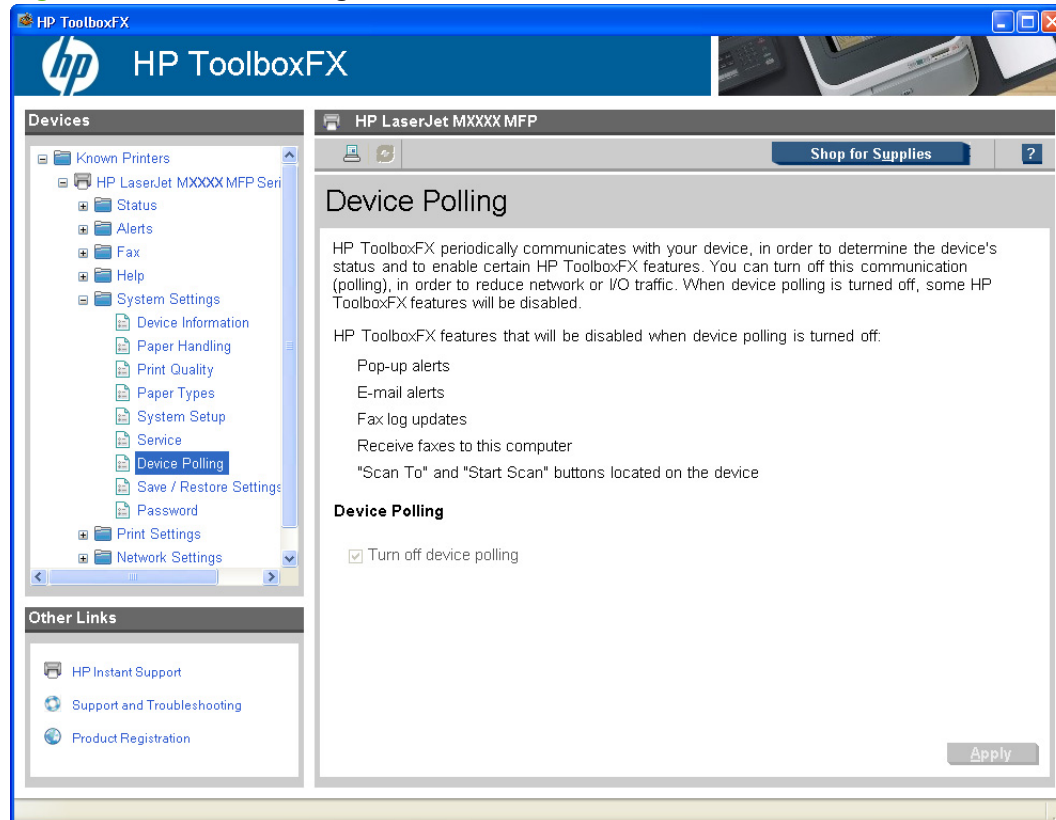 HP ToolboxFX
hp
HP ToolboxFX
Devices
Known Printers
HP LaserJet MXXXX MFP Seri
Status
Alerts
Fax
Help
System Settings
Device Information
Paper Handling
Print Quality
Paper Types
System Setup
Service
Device Polling
Save / Restore Settings
Password
Print Settings
Network Settings
Other Links
HP Instant Support
Support and Troubleshooting
Product Registration
HP LaserJet MXXXX MFP
Shop for Supplies
?
Device Polling
HP ToolboxFX periodically communicates with your device, in order to determine the device's
status and to enable certain HP ToolboxFX features. You can turn off this communication
(polling), in order to reduce network or I/O traffic. When device polling is turned off, some HP
ToolboxFX features will be disabled.
HP ToolboxFX features that will be disabled when device polling is turned off:
Pop-up alerts
E-mail alerts
Fax log updates
Receive faxes to this computer
"Scan To" and "Start Scan" buttons located on the device
Device Polling
Turn off device polling
Apply